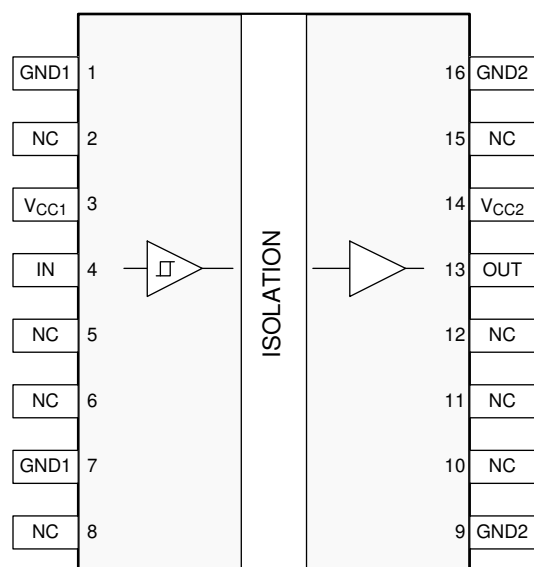 GND1 1 16 GND2
NC 2 15 NC
VCC1 3 14 VCC2
IN 4 13 OUT
NC 5 12 NC
NC 6 11 NC
GND1 7 10 NC
NC 8 9 GND2
ISOLATION